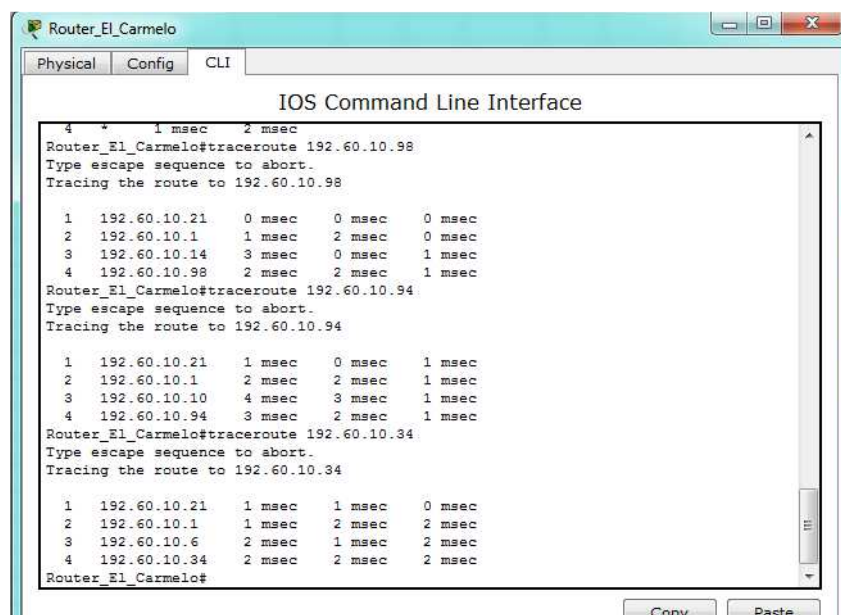 Router_El_Carmelo
Physical Config CLI
IOS Command Line Interface
4 * 1 msec 2 msec
Router_El_Carmelo#traceroute 192.60.10.98
Type escape sequence to abort.
Tracing the route to 192.60.10.98
1 192.60.10.21 0 msec 0 msec 0 msec
2 192.60.10.1 1 msec 2 msec 0 msec
3 192.60.10.14 3 msec 0 msec 1 msec
4 192.60.10.98 2 msec 2 msec 1 msec
Router_El_Carmelo#traceroute 192.60.10.94
Type escape sequence to abort.
Tracing the route to 192.60.10.94
1 192.60.10.21 1 msec 0 msec 1 msec
2 192.60.10.1 2 msec 2 msec 1 msec
3 192.60.10.10 4 msec 3 msec 1 msec
4 192.60.10.94 3 msec 2 msec 1 msec
Router_El_Carmelo#traceroute 192.60.10.34
Type escape sequence to abort.
Tracing the route to 192.60.10.34
1 192.60.10.21 1 msec 1 msec 0 msec
2 192.60.10.1 1 msec 2 msec 2 msec
3 192.60.10.6 2 msec 1 msec 2 msec
4 192.60.10.34 2 msec 2 msec 2 msec
Router_El_Carmelo#
Copy Paste